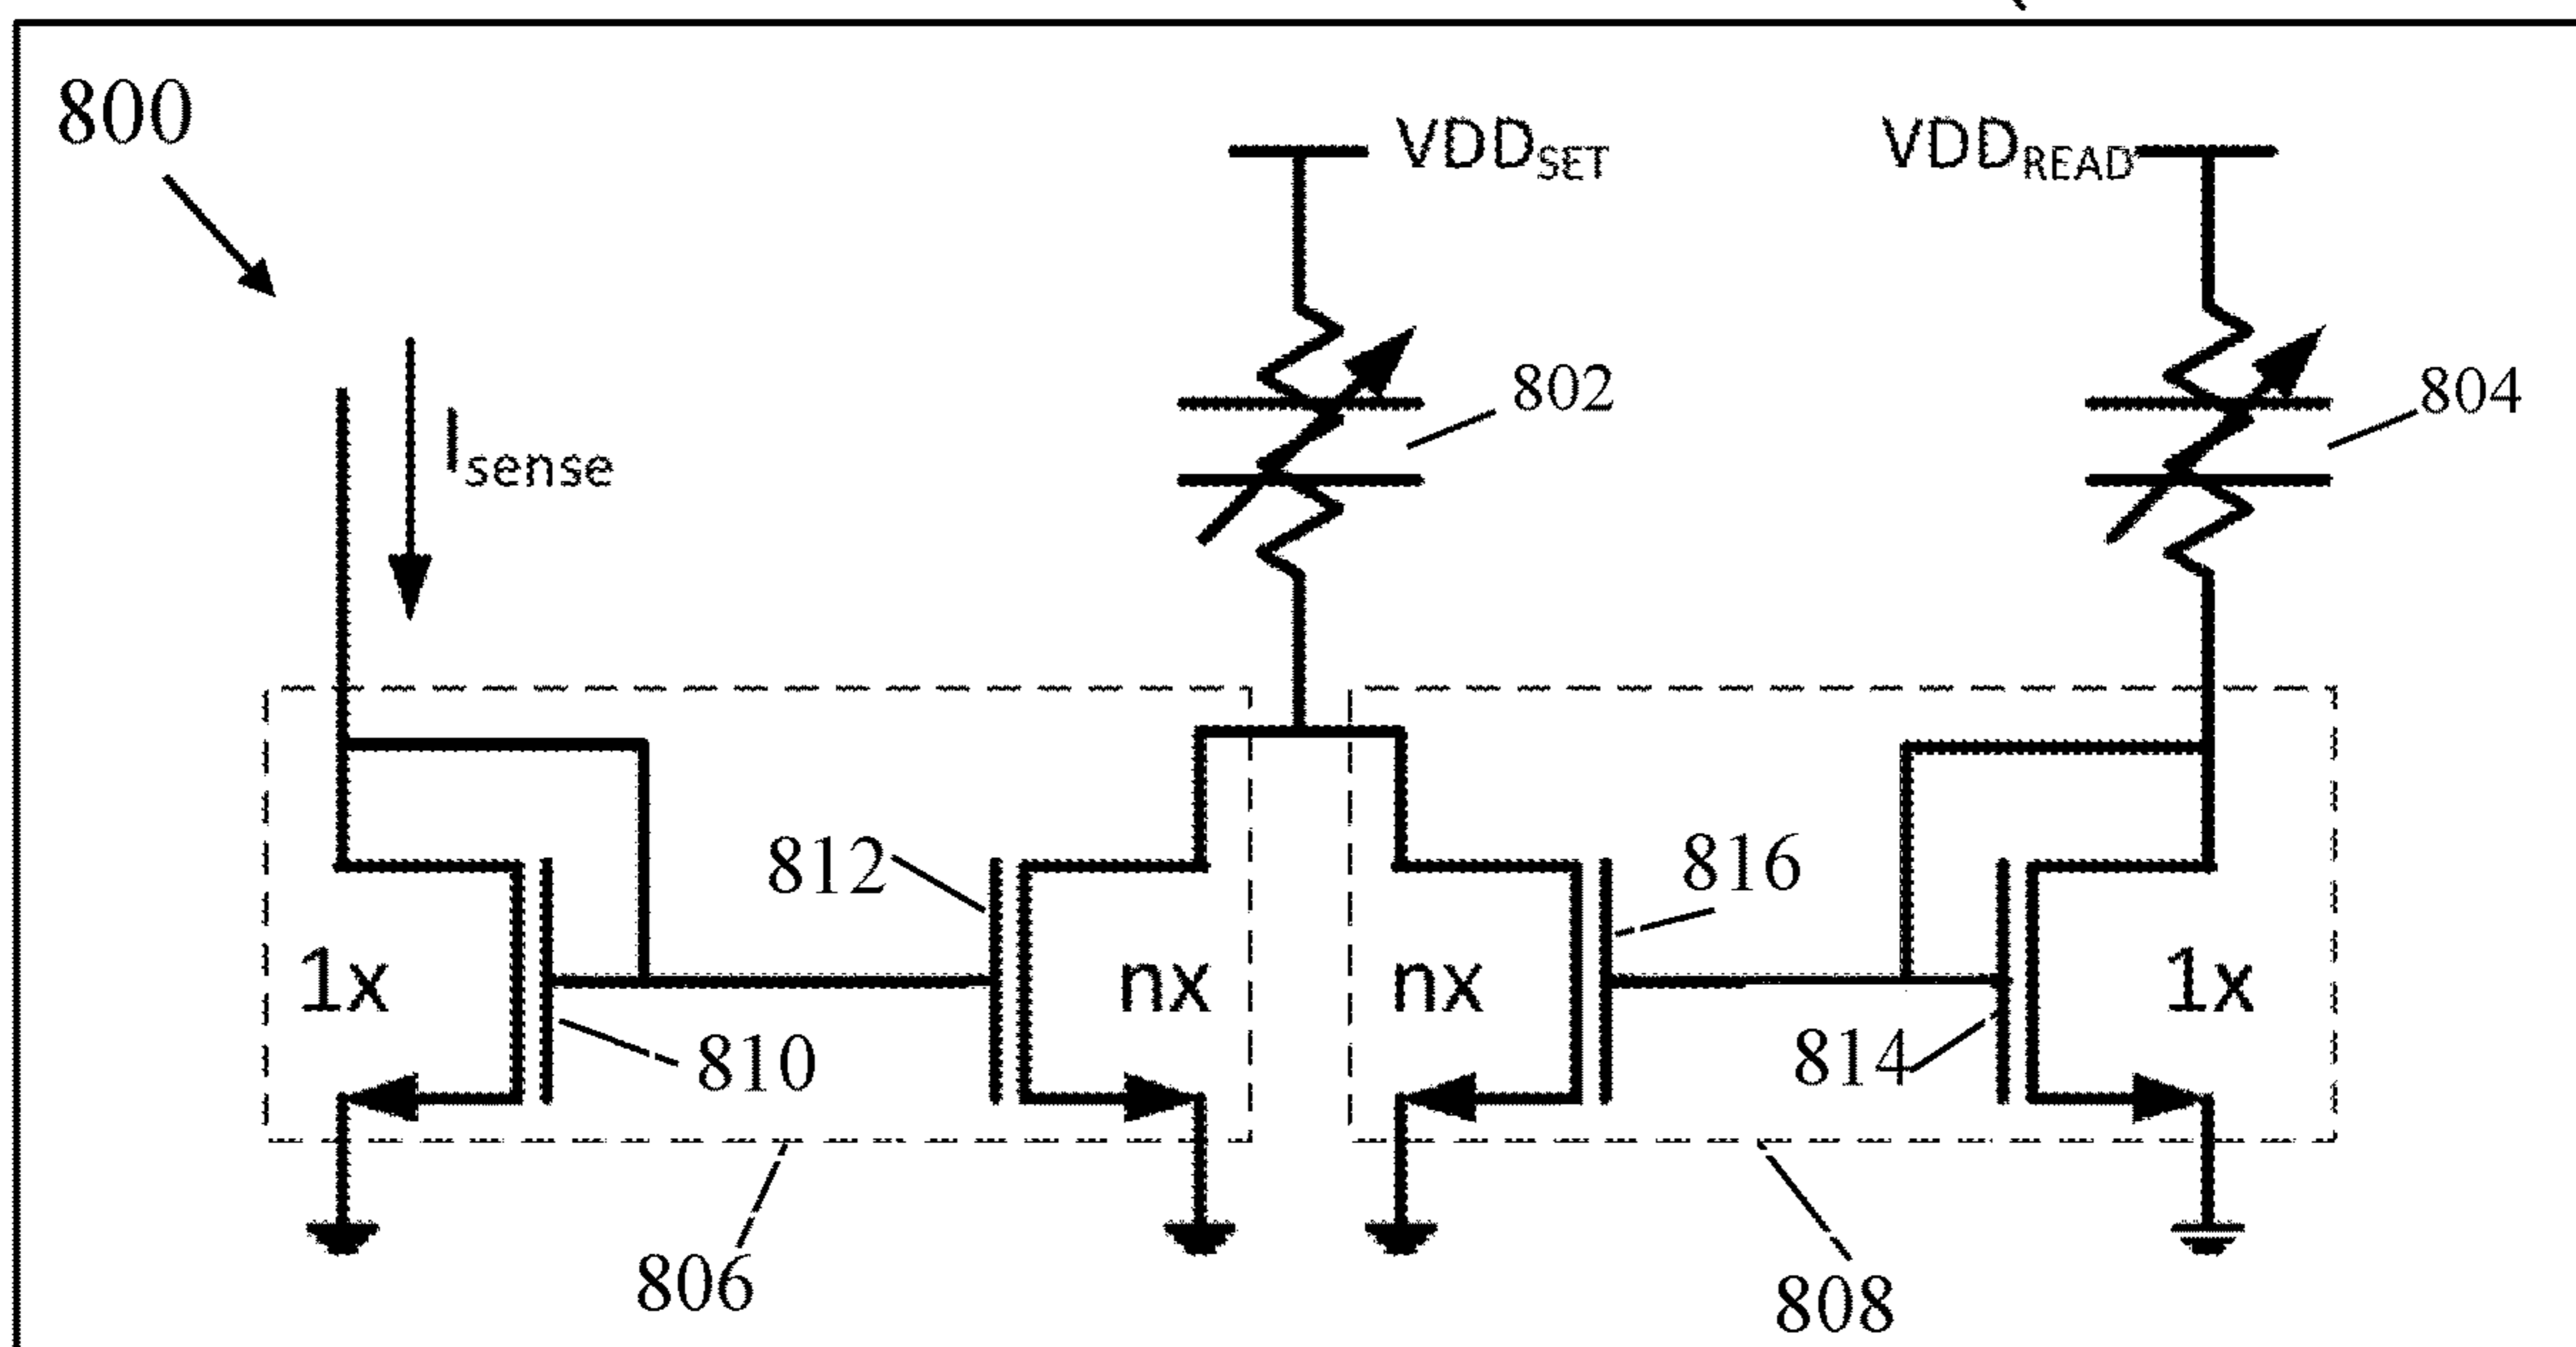 800
VDDSET
VDDREAD
802
804
Isense
812
816
1x
nx
nx
1x
810
814
806
808